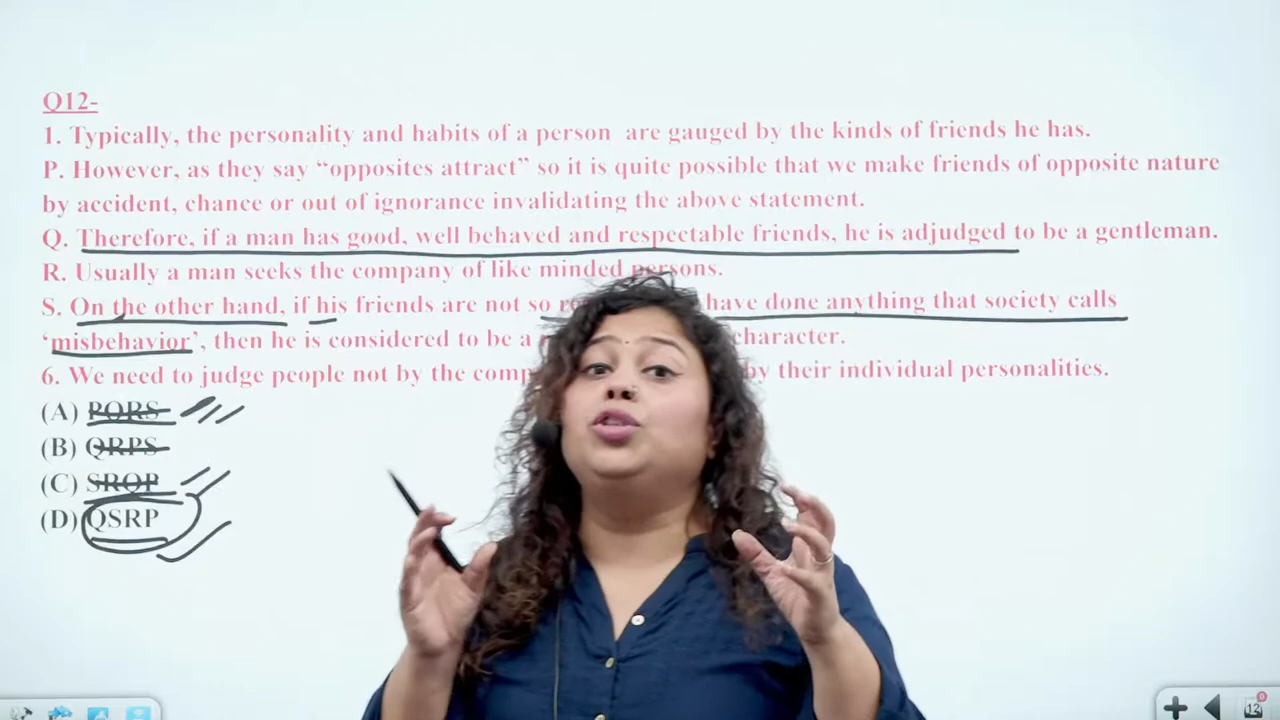 Q12-
1. Typically, the personality and habits of a person are gauged by the kinds of friends he has.
P. However, as they say “opposites attract” so it is quite possible that we make friends of opposite nature
by accident, chance or out of ignorance invalidating the above statement.
Q. Therefore, if a man has good, well behaved and respectable friends, he is adjudged to be a gentleman.
R. Usually a man seeks the company of like minded persons.
S. On the other hand, if his friends are not so have done anything that society calls
‘misbehavior’, then he is considered to be a character.
6. We need to judge people not by the by their individual personalities.
(A) PQRS
(B) QRPS
(C) SRQP
(D) QSRP
12